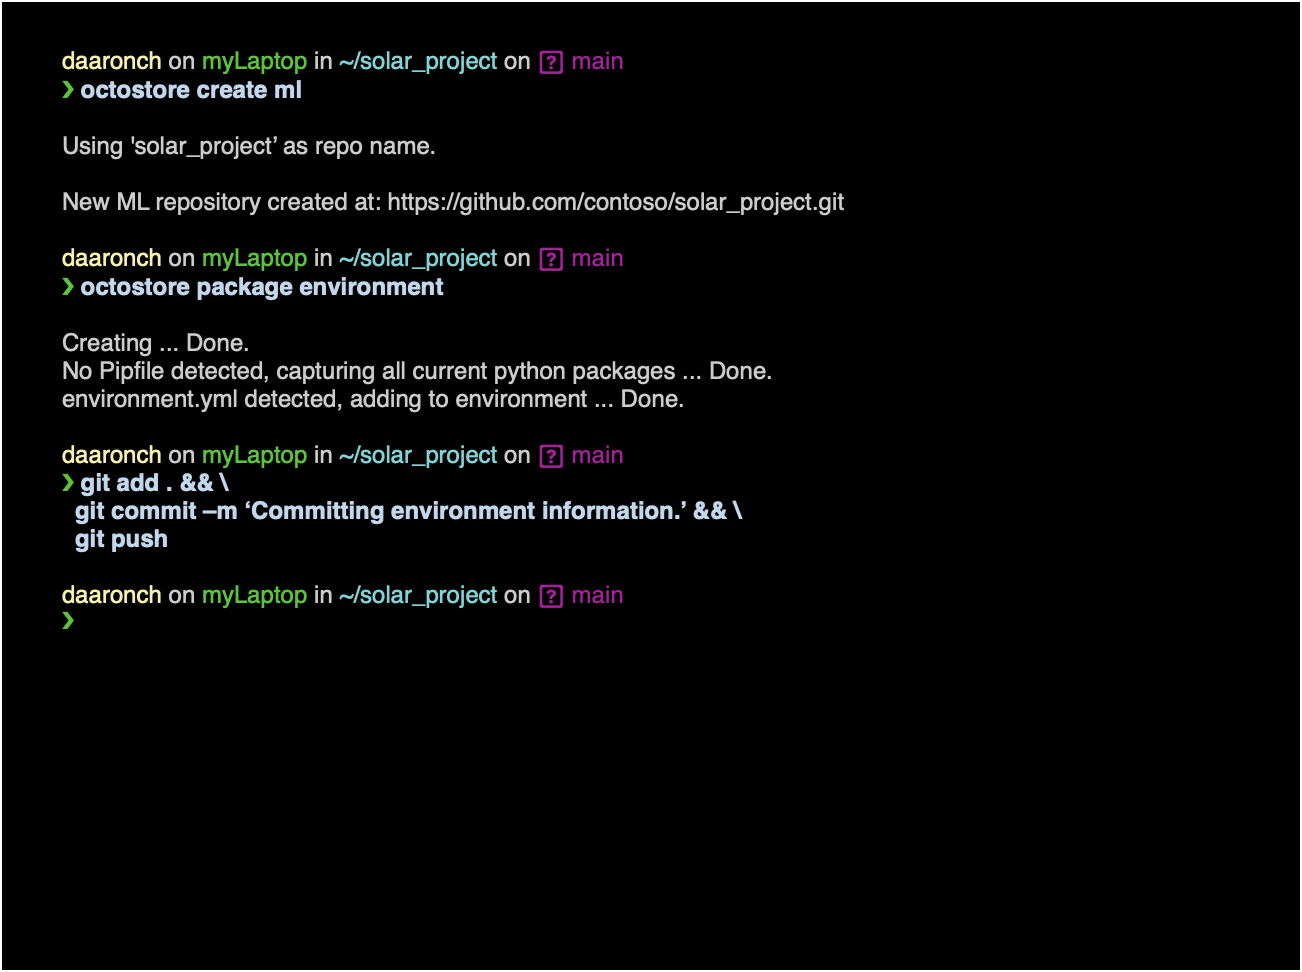 daaronch on myLaptop in ~/solar_project on ? main
❯ octostore create ml
Using 'solar_project’ as repo name.
New ML repository created at: https://github.com/contoso/solar_project.git
daaronch on myLaptop in ~/solar_project on ? main
❯ octostore package environment
Creating ... Done.
No Pipfile detected, capturing all current python packages ... Done.
environment.yml detected, adding to environment ... Done.
daaronch on myLaptop in ~/solar_project on ? main
❯ git add . && \
git commit –m ‘Committing environment information.’ && \
git push
daaronch on myLaptop in ~/solar_project on ? main
❯